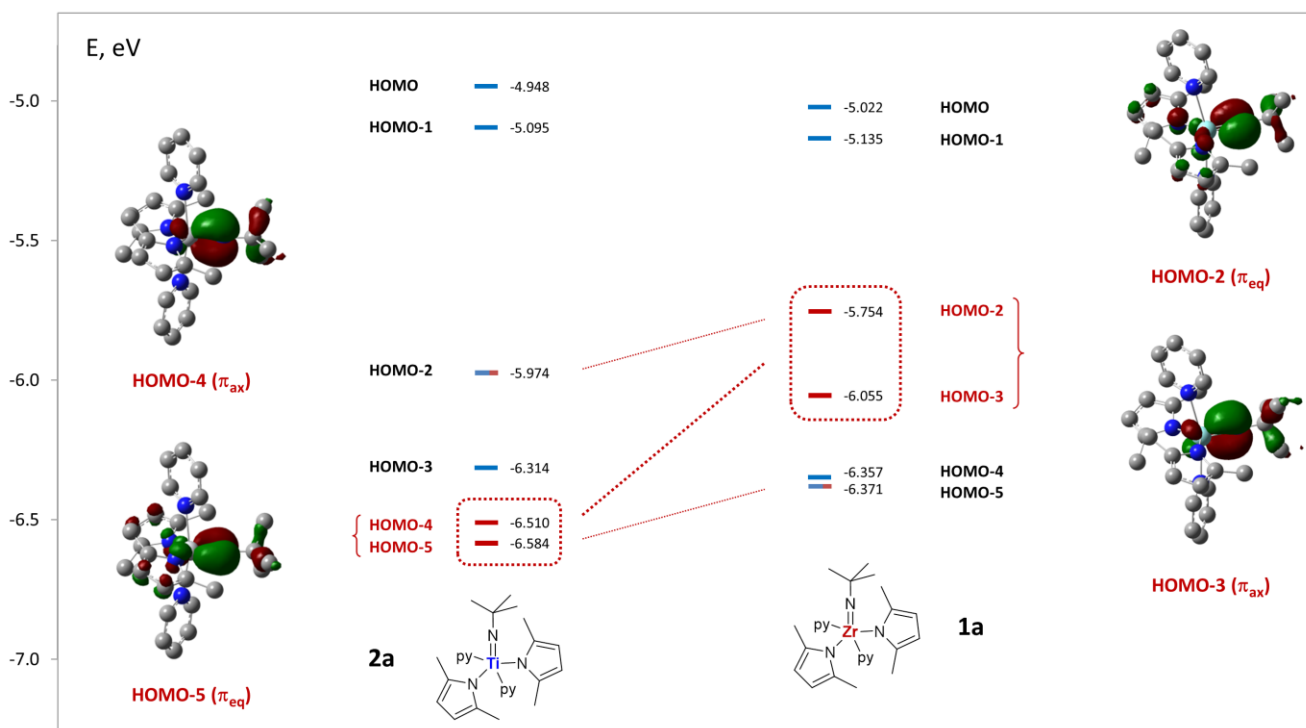 E, eV
-5.0
-5.5
-6.0
-6.5
-7.0
HOMO-4 (πax)
HOMO-5 (πeq)
HOMO -4.948
HOMO-1 -5.095
HOMO-2 -5.974
HOMO-3 -6.314
HOMO-4 -6.510
HOMO-5 -6.584
-5.022 HOMO
-5.135 HOMO-1
-5.754 HOMO-2
-6.055 HOMO-3
-6.357 HOMO-4
-6.371 HOMO-5
HOMO-2 (πeq)
HOMO-3 (πax)
2a
N
py Ti N
N py
1a
N
py Zr N
N py